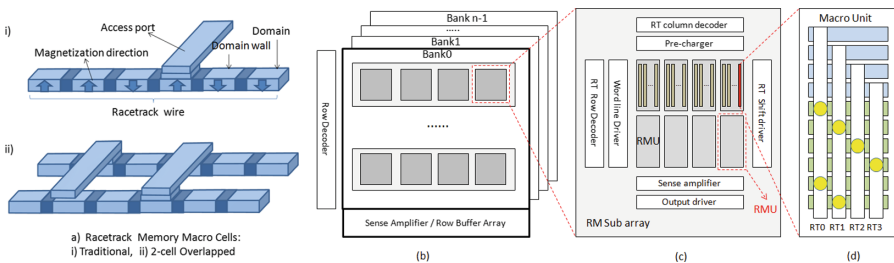 i)
Access port
Domain
Magnetization direction
Domain wall
Racetrack wire
ii)
a) Racetrack Memory Macro Cells:
i) Traditional, ii) 2-cell Overlapped
Bank n-1
.....
Bank1
Bank0
Row Decoder
......
Sense Amplifier / Row Buffer Array
(b)
RT column decoder
Pre-charger
RT Row Decoder
Word line Driver
...
...
...
...
RT Shift driver
RMU
Sense amplifier
Output driver
RMU
RM Sub array
(c)
Macro Unit
RT0 RT1 RT2 RT3
(d)